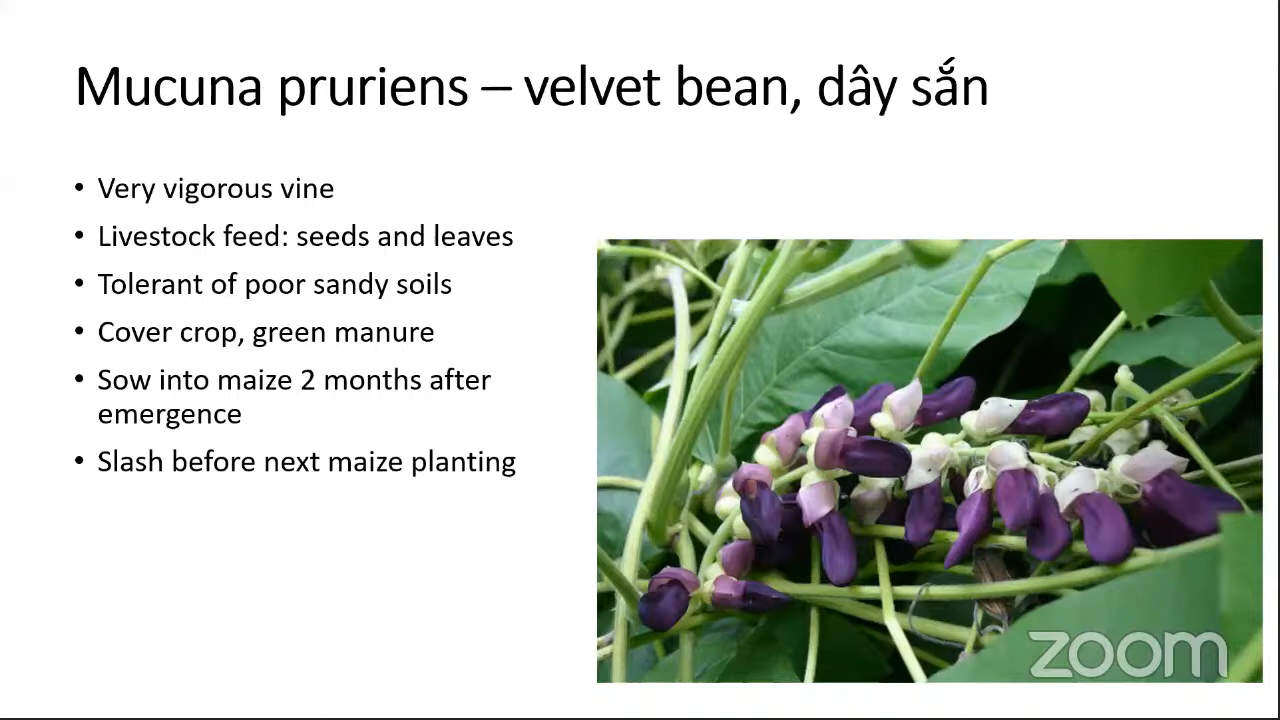 Mucuna pruriens – velvet bean, dây sắn
• Very vigorous vine
• Livestock feed: seeds and leaves
• Tolerant of poor sandy soils
• Cover crop, green manure
• Sow into maize 2 months after
emergence
• Slash before next maize planting
zoom